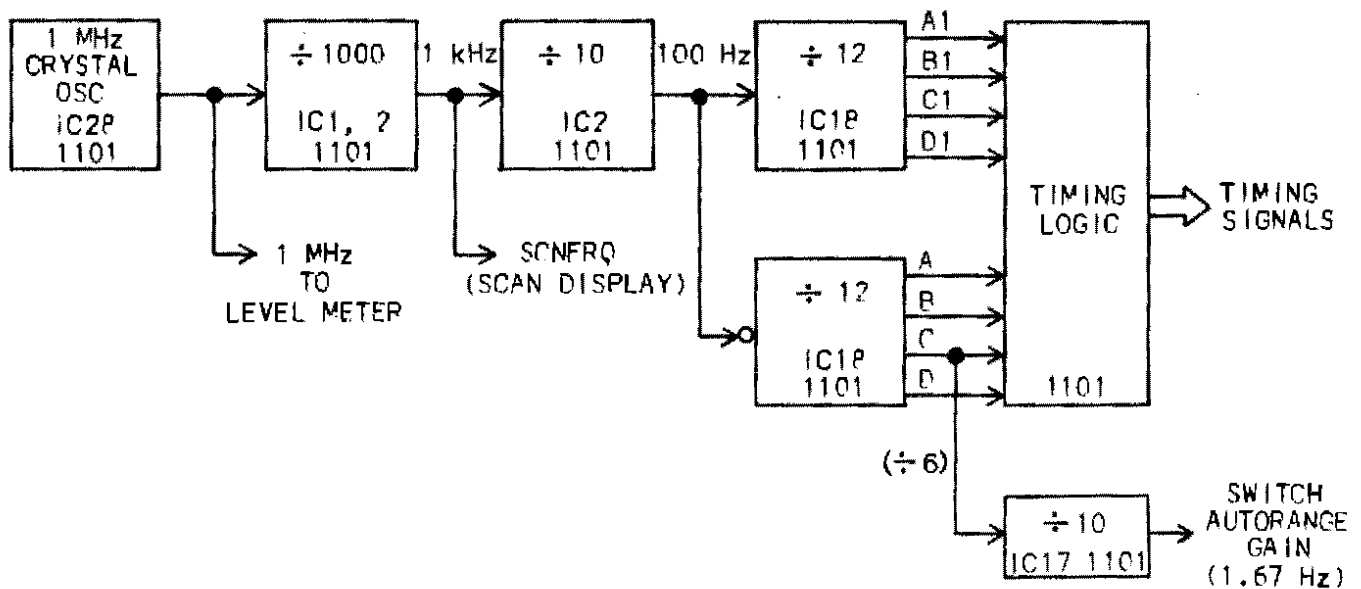 1 MHz
CRYSTAL
OSC
IC28
1101
÷ 1000
IC1, 2
1101
1 kHz
÷ 10
IC2
1101
100 Hz
÷ 12
IC18
1101
A1
B1
C1
D1
TIMING
LOGIC
1101
TIMING
SIGNALS
1 MHz
TO
LEVEL METER
SCNFRQ
(SCAN DISPLAY)
÷ 12
IC18
1101
A
B
C
D
(÷6)
÷ 10
IC17 1101
SWITCH
AUTORANGE
GAIN
(1.67 Hz)